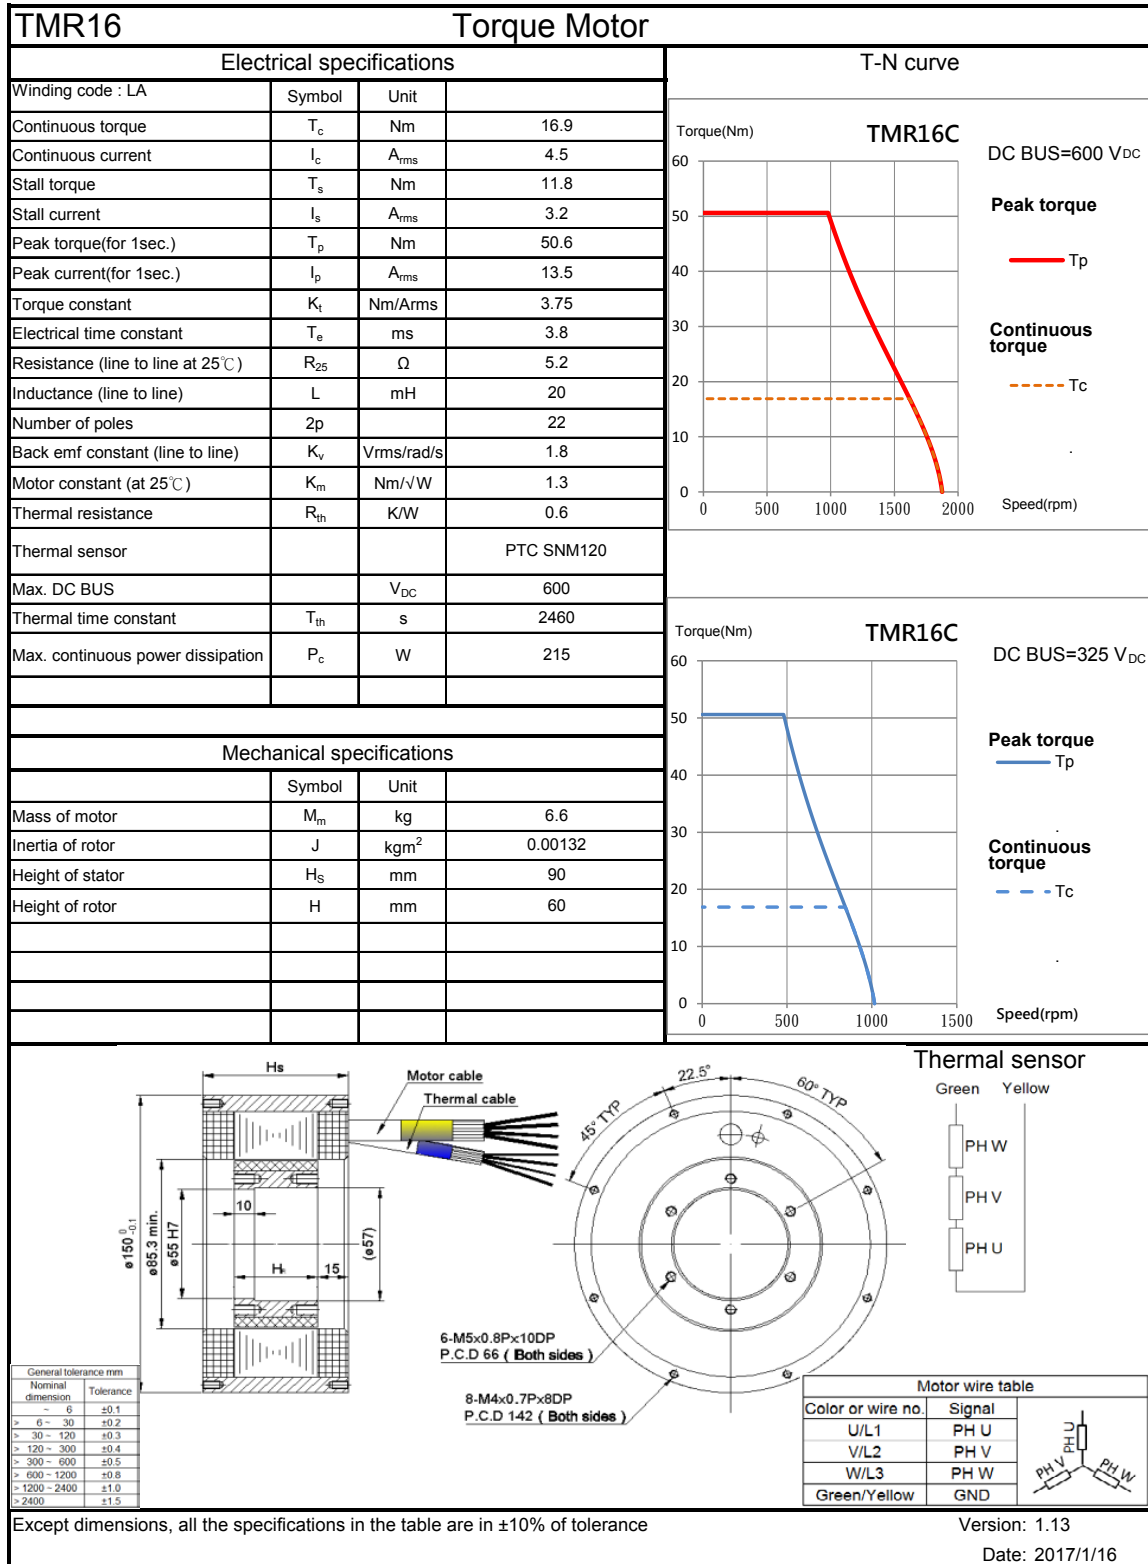 TMR16 Torque Motor
Electrical specifications
Winding code : LA Symbol Unit
Continuous torque Tc Nm 16.9
Continuous current Ic Arms 4.5
Stall torque Ts Nm 11.8
Stall current Is Arms 3.2
Peak torque(for 1sec.) Tp Nm 50.6
Peak current(for 1sec.) Ip Arms 13.5
Torque constant Kt Nm/Arms 3.75
Electrical time constant Te ms 3.8
Resistance (line to line at 25℃) R25 Ω 5.2
Inductance (line to line) L mH 20
Number of poles 2p 22
Back emf constant (line to line) Kv Vrms/rad/s 1.8
Motor constant (at 25℃) Km Nm/√W 1.3
Thermal resistance Rth K/W 0.6
Thermal sensor PTC SNM120
Max. DC BUS VDC 600
Thermal time constant Tth s 2460
Max. continuous power dissipation Pc W 215
Mechanical specifications
Symbol Unit
Mass of motor Mm kg 6.6
Inertia of rotor J kgm² 0.00132
Height of stator HS mm 90
Height of rotor H mm 60
T-N curve
Torque(Nm) TMR16C
DC BUS=600 VDC
60
50
40
30
20
10
0
0 500 1000 1500 2000 Speed(rpm)
Peak torque
Tp
Continuous
torque
Tc
.
Torque(Nm) TMR16C
DC BUS=325 VDC
60
50
40
30
20
10
0
0 500 1000 1500 Speed(rpm)
Peak torque
Tp
.
Continuous
torque
Tc
.
Hs
Motor cable
Thermal cable
ø150 0 -0.1
ø85.3 min.
ø55 H7
10
(ø57)
15
22.5°
45° TYP
60° TYP
6-M5x0.8Px10DP
P.C.D 66 ( Both sides )
8-M4x0.7Px8DP
P.C.D 142 ( Both sides )
Thermal sensor
Green Yellow
PH W
PH V
PH U
General tolerance mm
Nominal dimension Tolerance
~ 6 ±0.1
> 6 ~ 30 ±0.2
> 30 ~ 120 ±0.3
> 120 ~ 300 ±0.4
> 300 ~ 600 ±0.5
> 600 ~ 1200 ±0.8
> 1200 ~ 2400 ±1.0
> 2400 ±1.5
Motor wire table
Color or wire no. Signal
U/L1 PH U
V/L2 PH V
W/L3 PH W
Green/Yellow GND
PH U
PH V
PH W
Except dimensions, all the specifications in the table are in ±10% of tolerance
Version: 1.13
Date: 2017/1/16